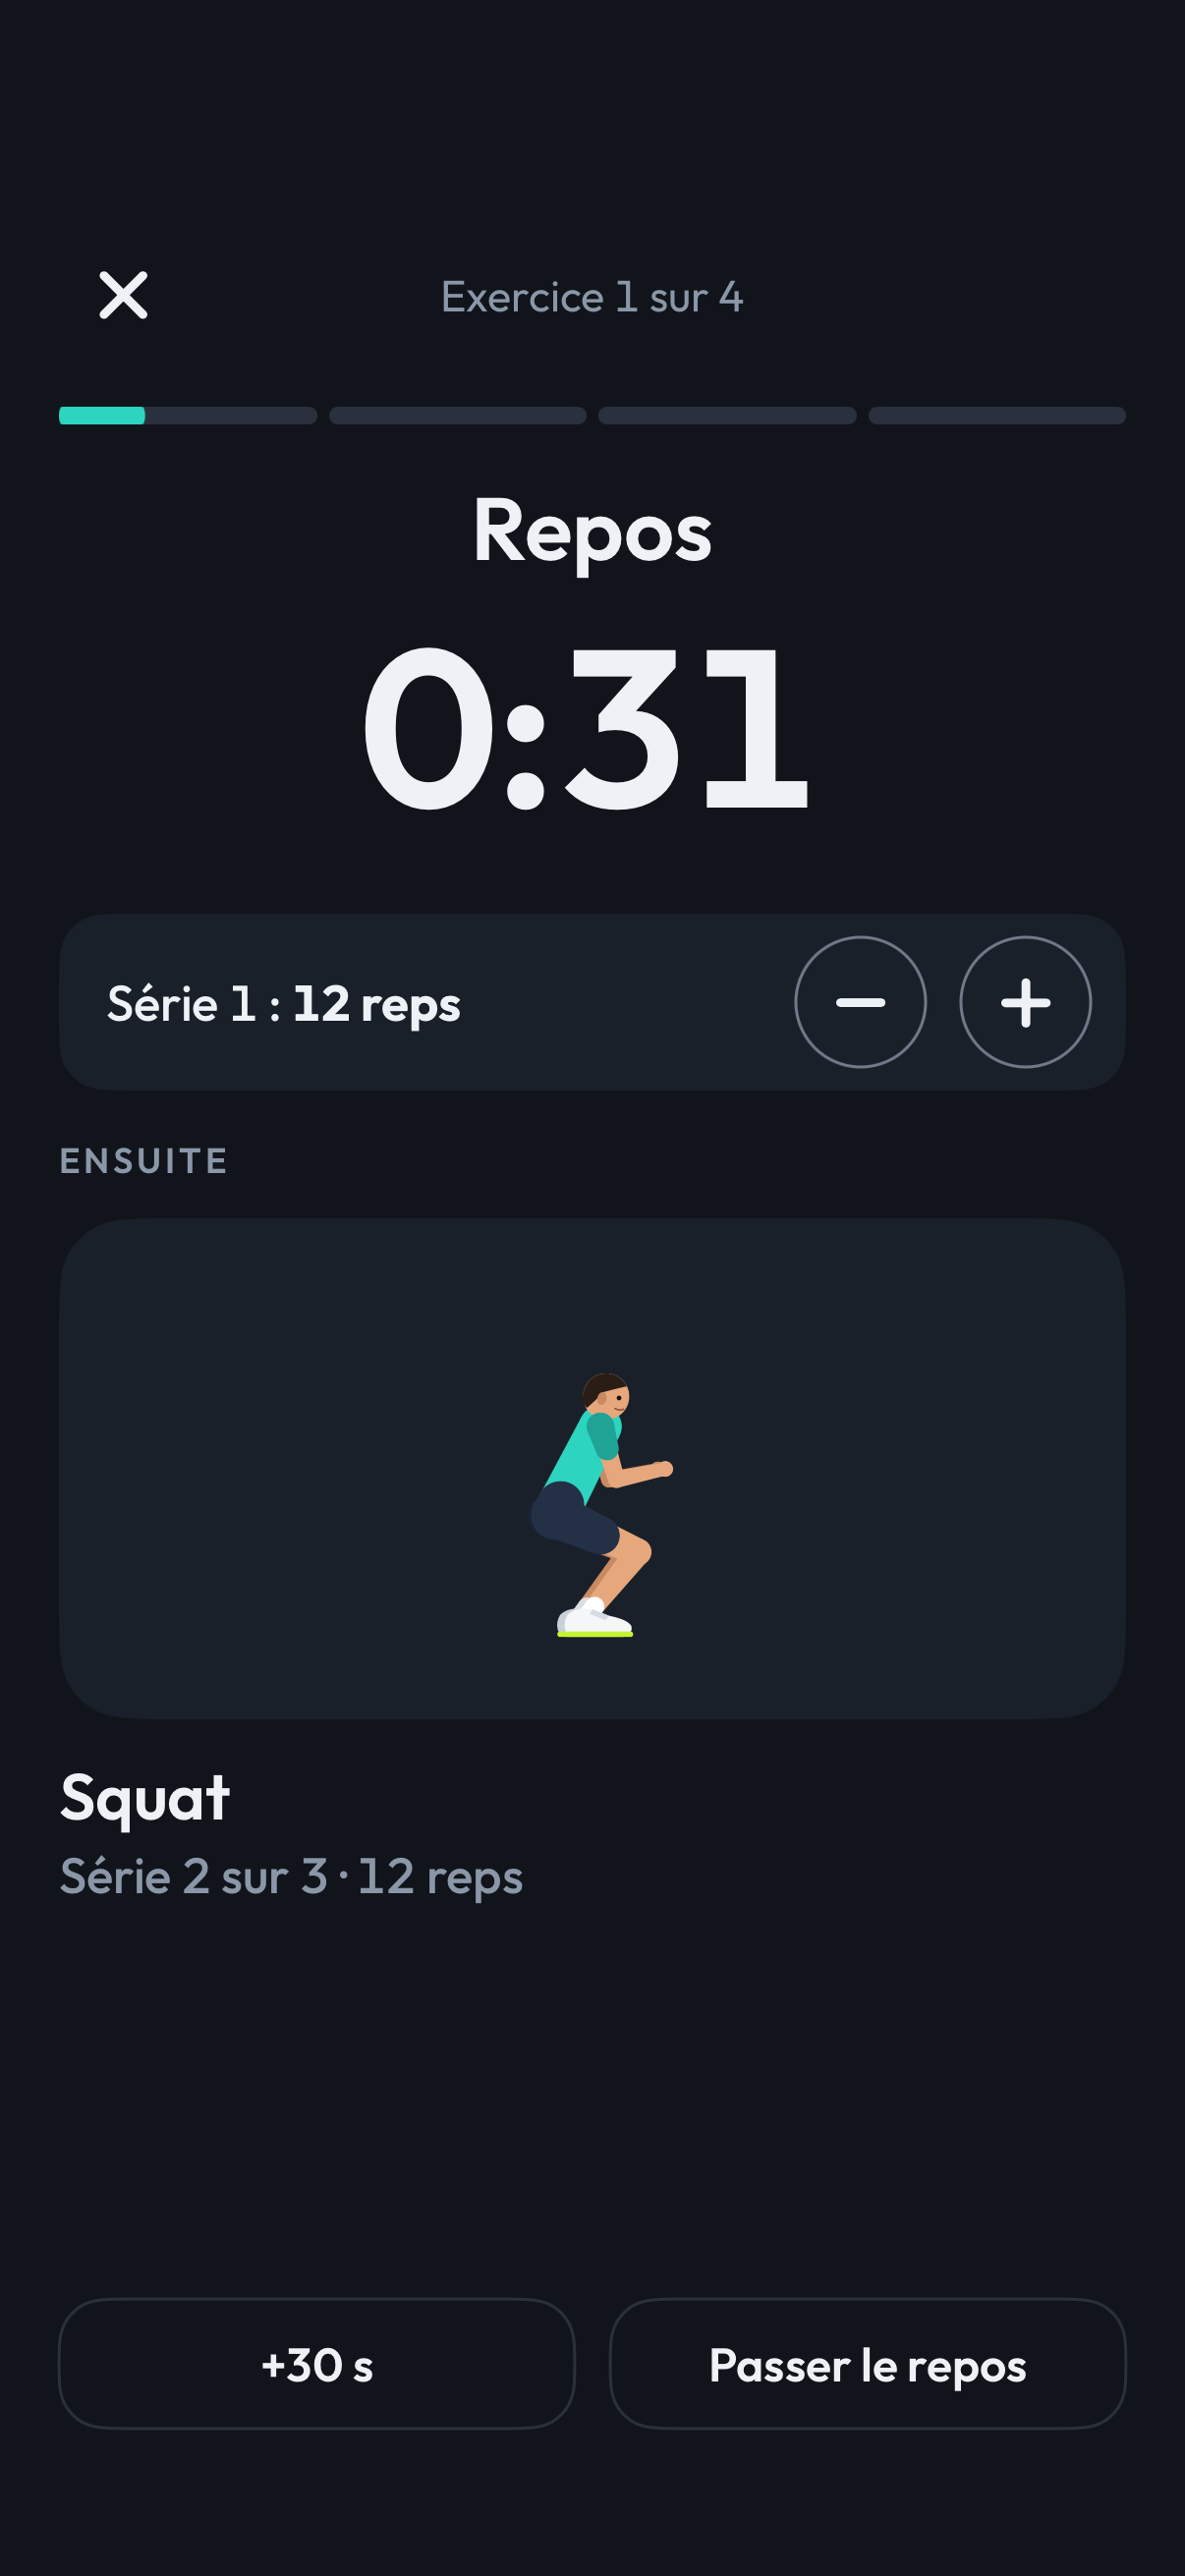 Exercice 1 sur 4
Repos
0:31
Série 1 : 12 reps
ENSUITE
Squat
Série 2 sur 3 · 12 reps
+30 s
Passer le repos